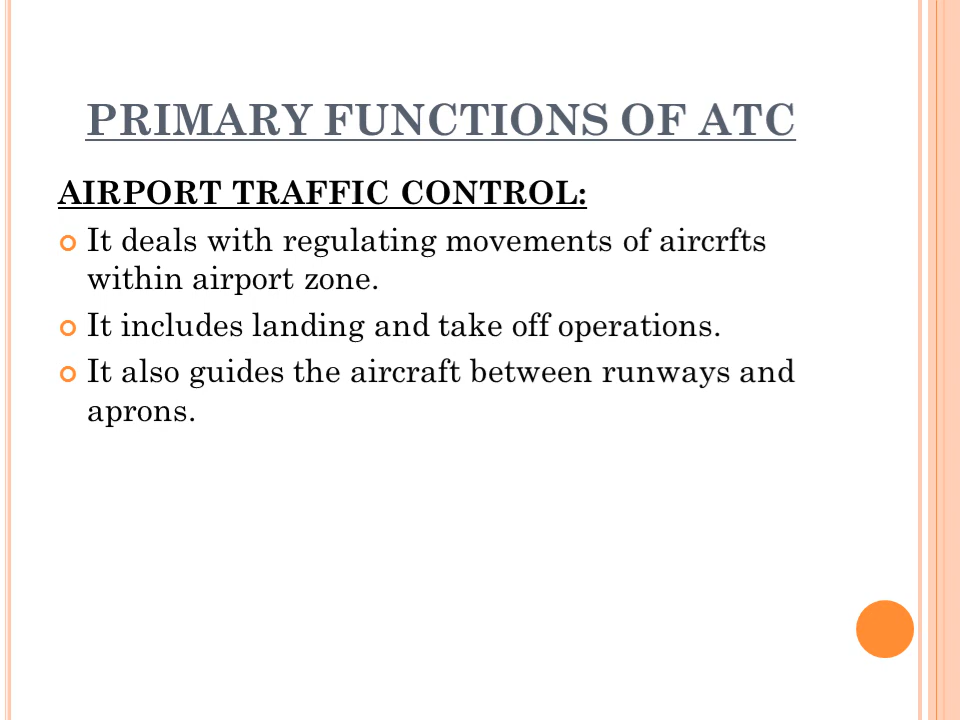 PRIMARY FUNCTIONS OF ATC
AIRPORT TRAFFIC CONTROL:
It deals with regulating movements of aircrfts
within airport zone.
It includes landing and take off operations.
It also guides the aircraft between runways and
aprons.